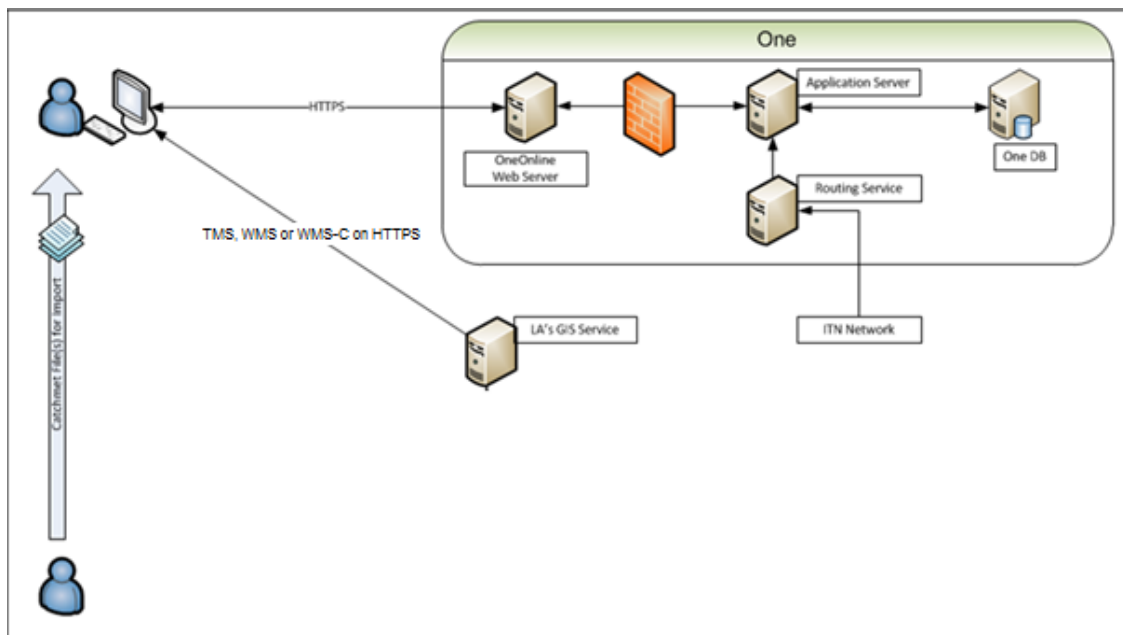 One
Application Server
HTTPS
OneOnline
Web Server
One DB
Routing Service
TMS, WMS or WMS-C on HTTPS
LA's GIS Service
ITN Network
Catchmet File(s) for Import